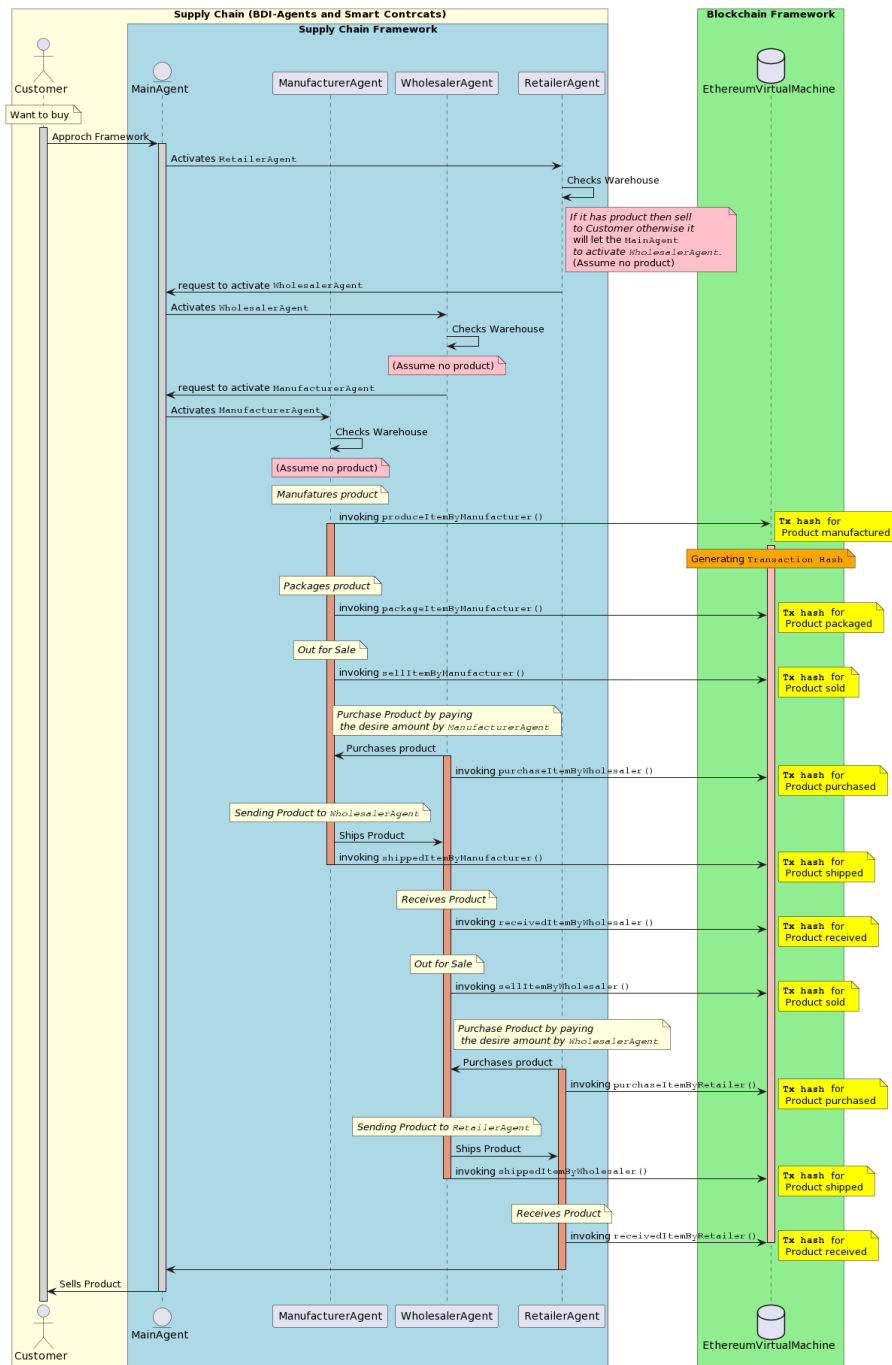 Supply Chain (BDI-Agents and Smart Contrcats)
Blockchain Framework
Supply Chain Framework
Customer
MainAgent
ManufacturerAgent
WholesalerAgent
RetailerAgent
EthereumVirtualMachine
Want to buy
Approch Framework
Activates RetailerAgent
Checks Warehouse
If it has product then sell
to Customer otherwise it
will let the MainAgent
to activate WholesalerAgent.
(Assume no product)
request to activate WholesalerAgent
Activates WholesalerAgent
Checks Warehouse
(Assume no product)
request to activate ManufacturerAgent
Activates ManufacturerAgent
Checks Warehouse
(Assume no product)
Manufatures product
invoking produceItemByManufacturer()
Tx hash for
Product manufactured
Generating Transaction Hash
Packages product
invoking packageItemByManufacturer()
Tx hash for
Product packaged
Out for Sale
invoking sellItemByManufacturer()
Tx hash for
Product sold
Purchase Product by paying
the desire amount by ManufacturerAgent
Purchases product
invoking purchaseItemByWholesaler()
Tx hash for
Product purchased
Sending Product to WholesalerAgent
Ships Product
invoking shippedItemByManufacturer()
Tx hash for
Product shipped
Receives Product
invoking receivedItemByWholesaler()
Tx hash for
Product received
Out for Sale
invoking sellItemByWholesaler()
Tx hash for
Product sold
Purchase Product by paying
the desire amount by WholesalerAgent
Purchases product
invoking purchaseItemByRetailer()
Tx hash for
Product purchased
Sending Product to RetailerAgent
Ships Product
invoking shippedItemByWholesaler()
Tx hash for
Product shipped
Receives Product
invoking receivedItemByRetailer()
Tx hash for
Product received
Sells Product
Customer
MainAgent
ManufacturerAgent
WholesalerAgent
RetailerAgent
EthereumVirtualMachine